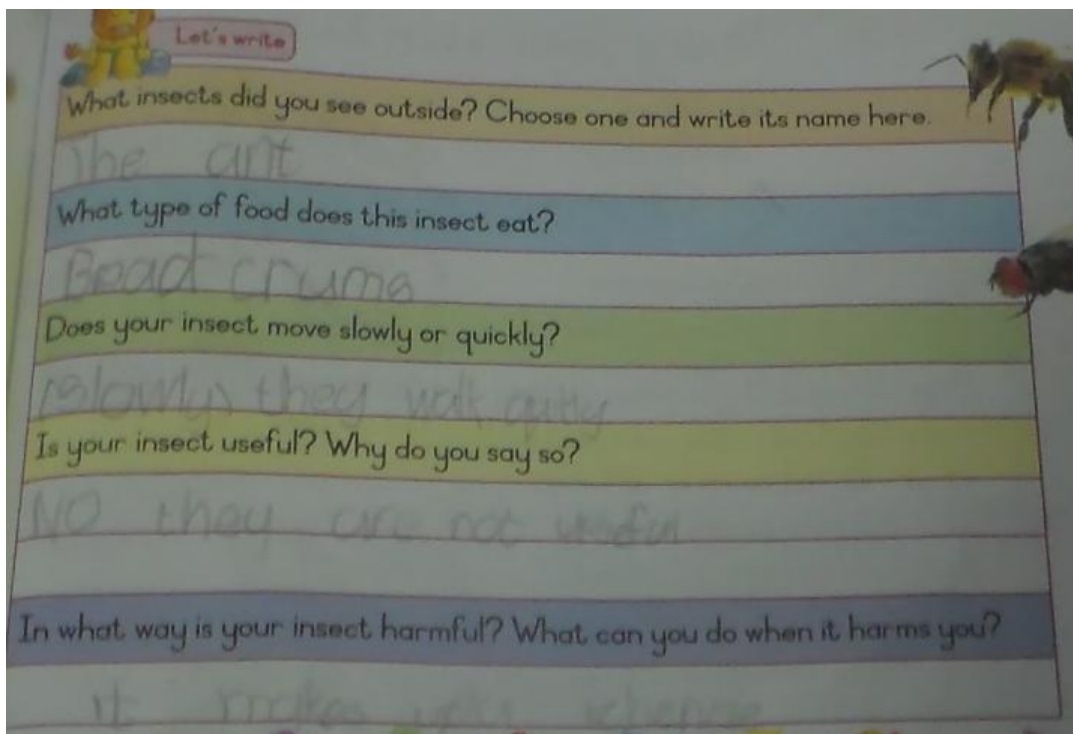 Let's write
What insects did you see outside? Choose one and write its name here.
The ant
What type of food does this insect eat?
Bead crums
Does your insect move slowly or quickly?
(Slowly) they walk
Is your insect useful? Why do you say so?
NO they are not useful
In what way is your insect harmful? What can you do when it harms you?
it makes you